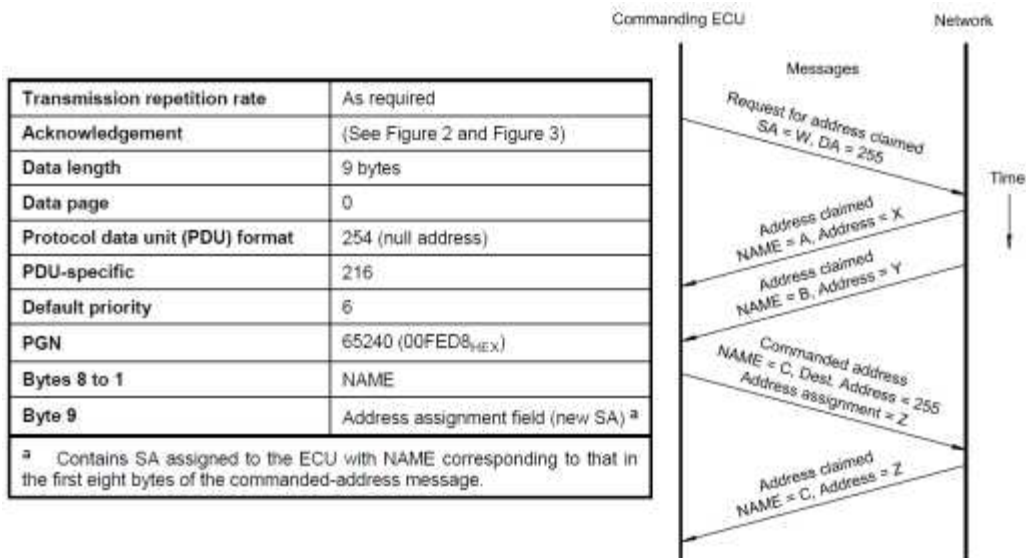 Transmission repetition rate As required
Acknowledgement (See Figure 2 and Figure 3)
Data length 9 bytes
Data page 0
Protocol data unit (PDU) format 254 (null address)
PDU-specific 216
Default priority 6
PGN 65240 (00FED8HEX)
Bytes 8 to 1 NAME
Byte 9 Address assignment field (new SA) a
a Contains SA assigned to the ECU with NAME corresponding to that in
the first eight bytes of the commanded-address message.
Commanding ECU Network
Messages
Request for address claimed
SA = W, DA = 255
Time
Address claimed
NAME = A, Address = X
Address claimed
NAME = B, Address = Y
Commanded address
NAME = C, Dest. Address = 255
Address assignment = Z
Address claimed
NAME = C, Address = Z